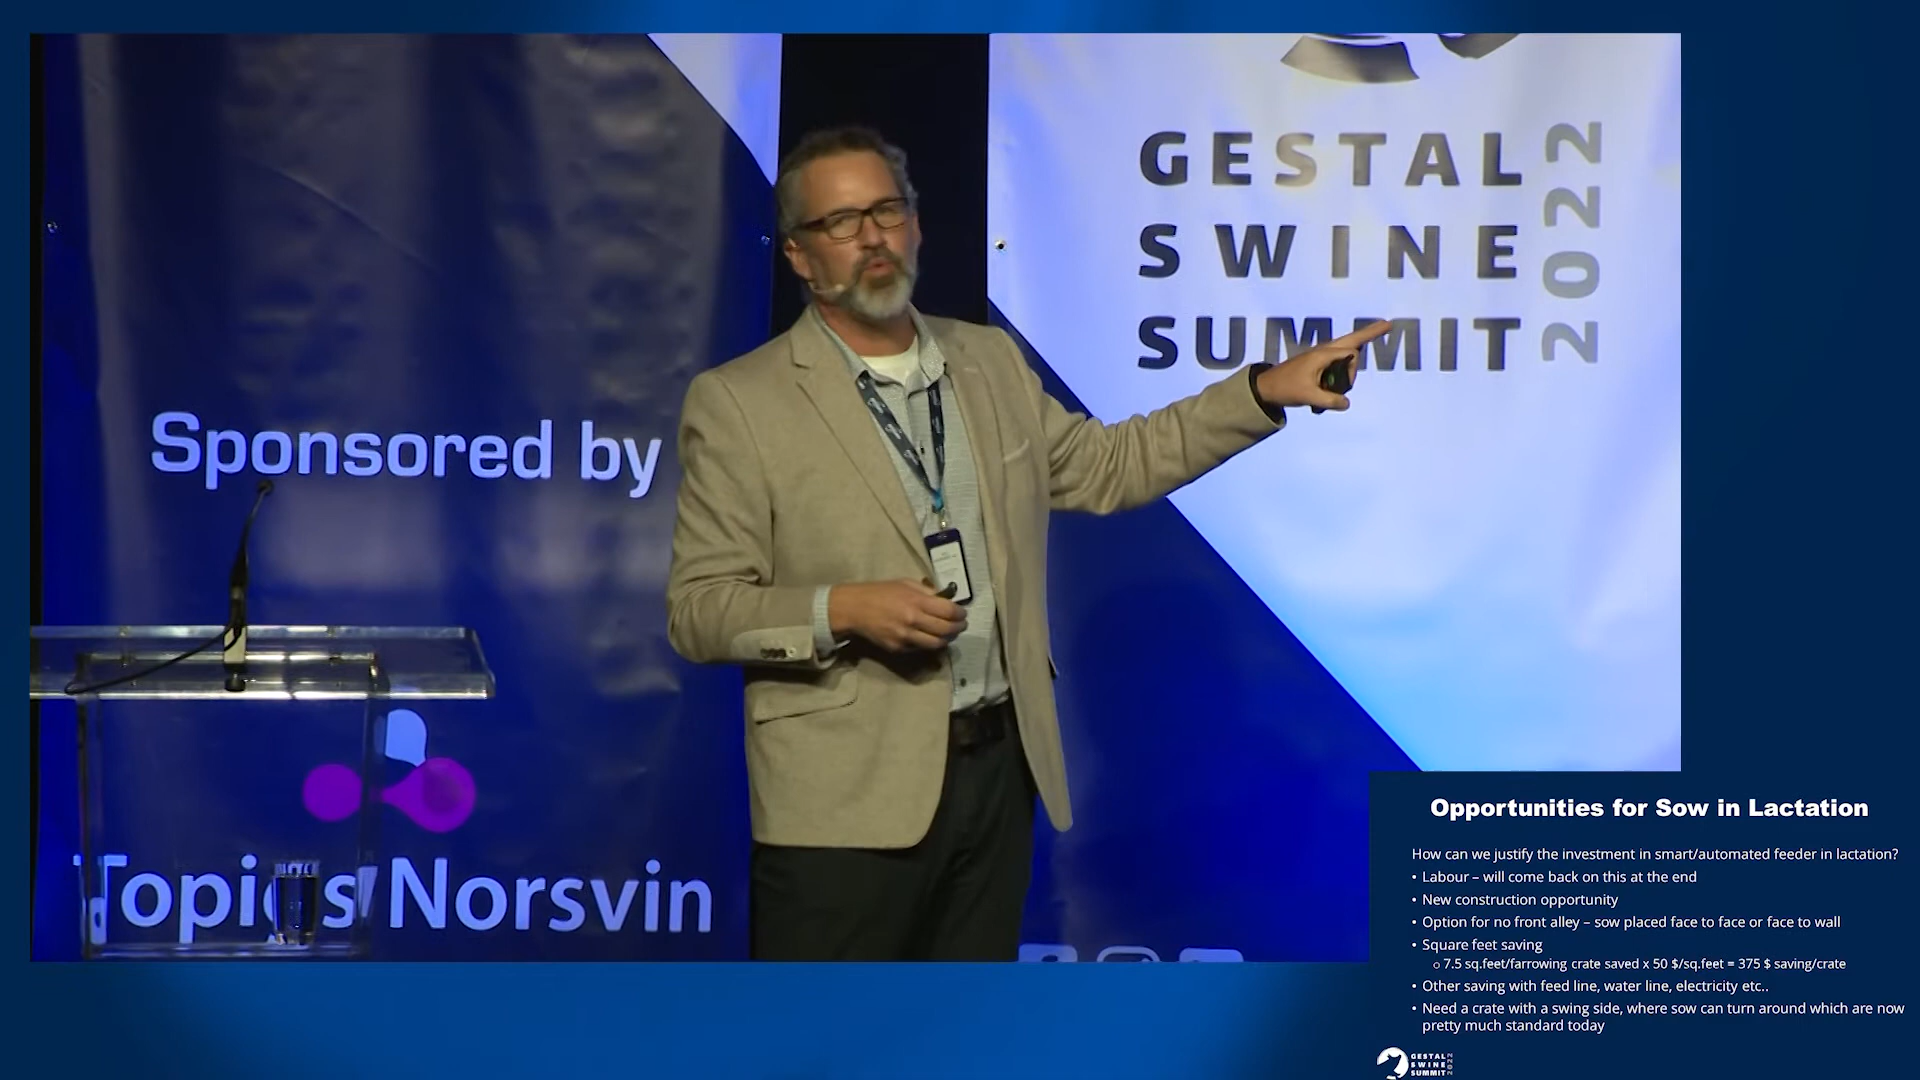 GESTAL
SWINE
SUMMIT
2022
Sponsored by
Topigs Norsvin
Opportunities for Sow in Lactation
How can we justify the investment in smart/automated feeder in lactation?
• Labour – will come back on this at the end
• New construction opportunity
• Option for no front alley – sow placed face to face or face to wall
• Square feet saving
○ 7.5 sq.feet/farrowing crate saved x 50 $/sq.feet = 375 $ saving/crate
• Other saving with feed line, water line, electricity etc..
• Need a crate with a swing side, where sow can turn around which are now
pretty much standard today
GESTAL
SWINE
SUMMIT
2022